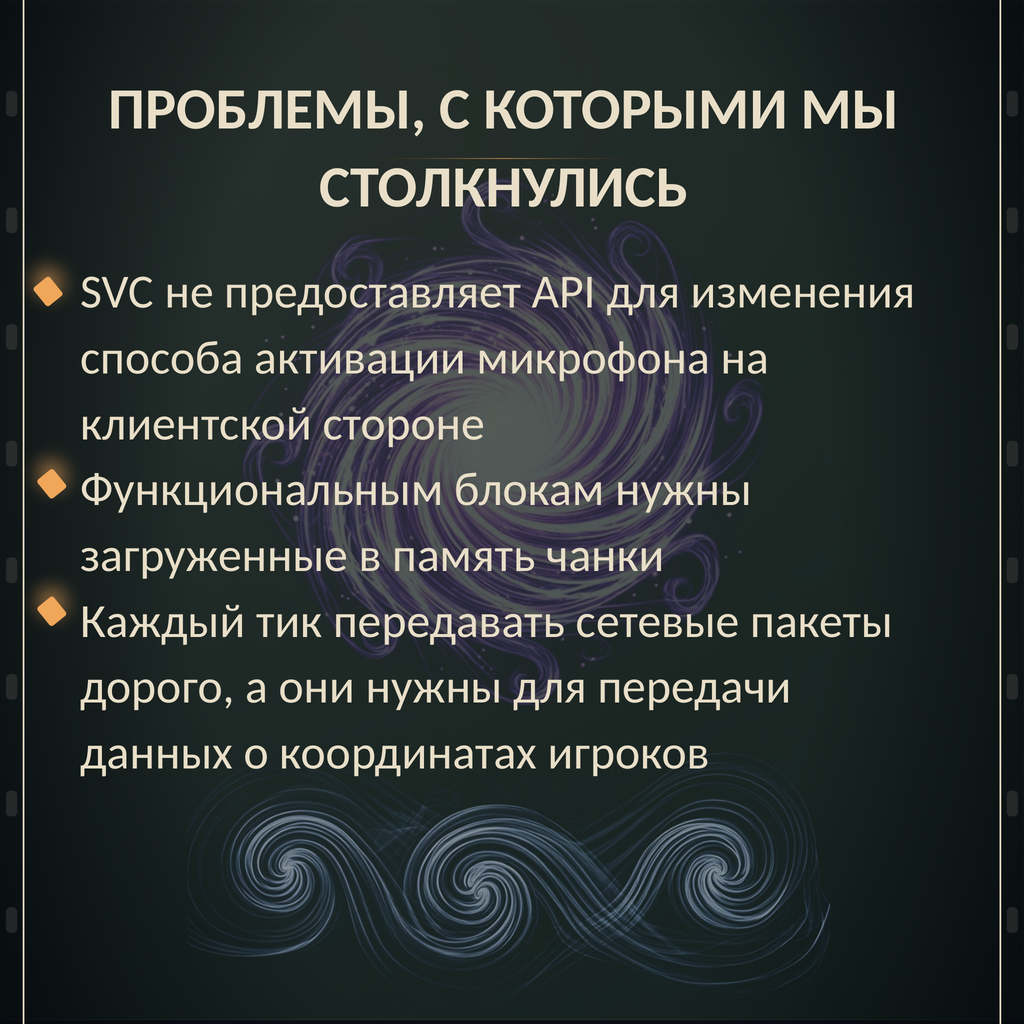 ПРОБЛЕМЫ, С КОТОРЫМИ МЫ
СТОЛКНУЛИСЬ
SVC не предоставляет API для изменения
способа активации микрофона на
клиентской стороне
Функциональным блокам нужны
загруженные в память чанки
Каждый тик передавать сетевые пакеты
дорого, а они нужны для передачи
данных о координатах игроков